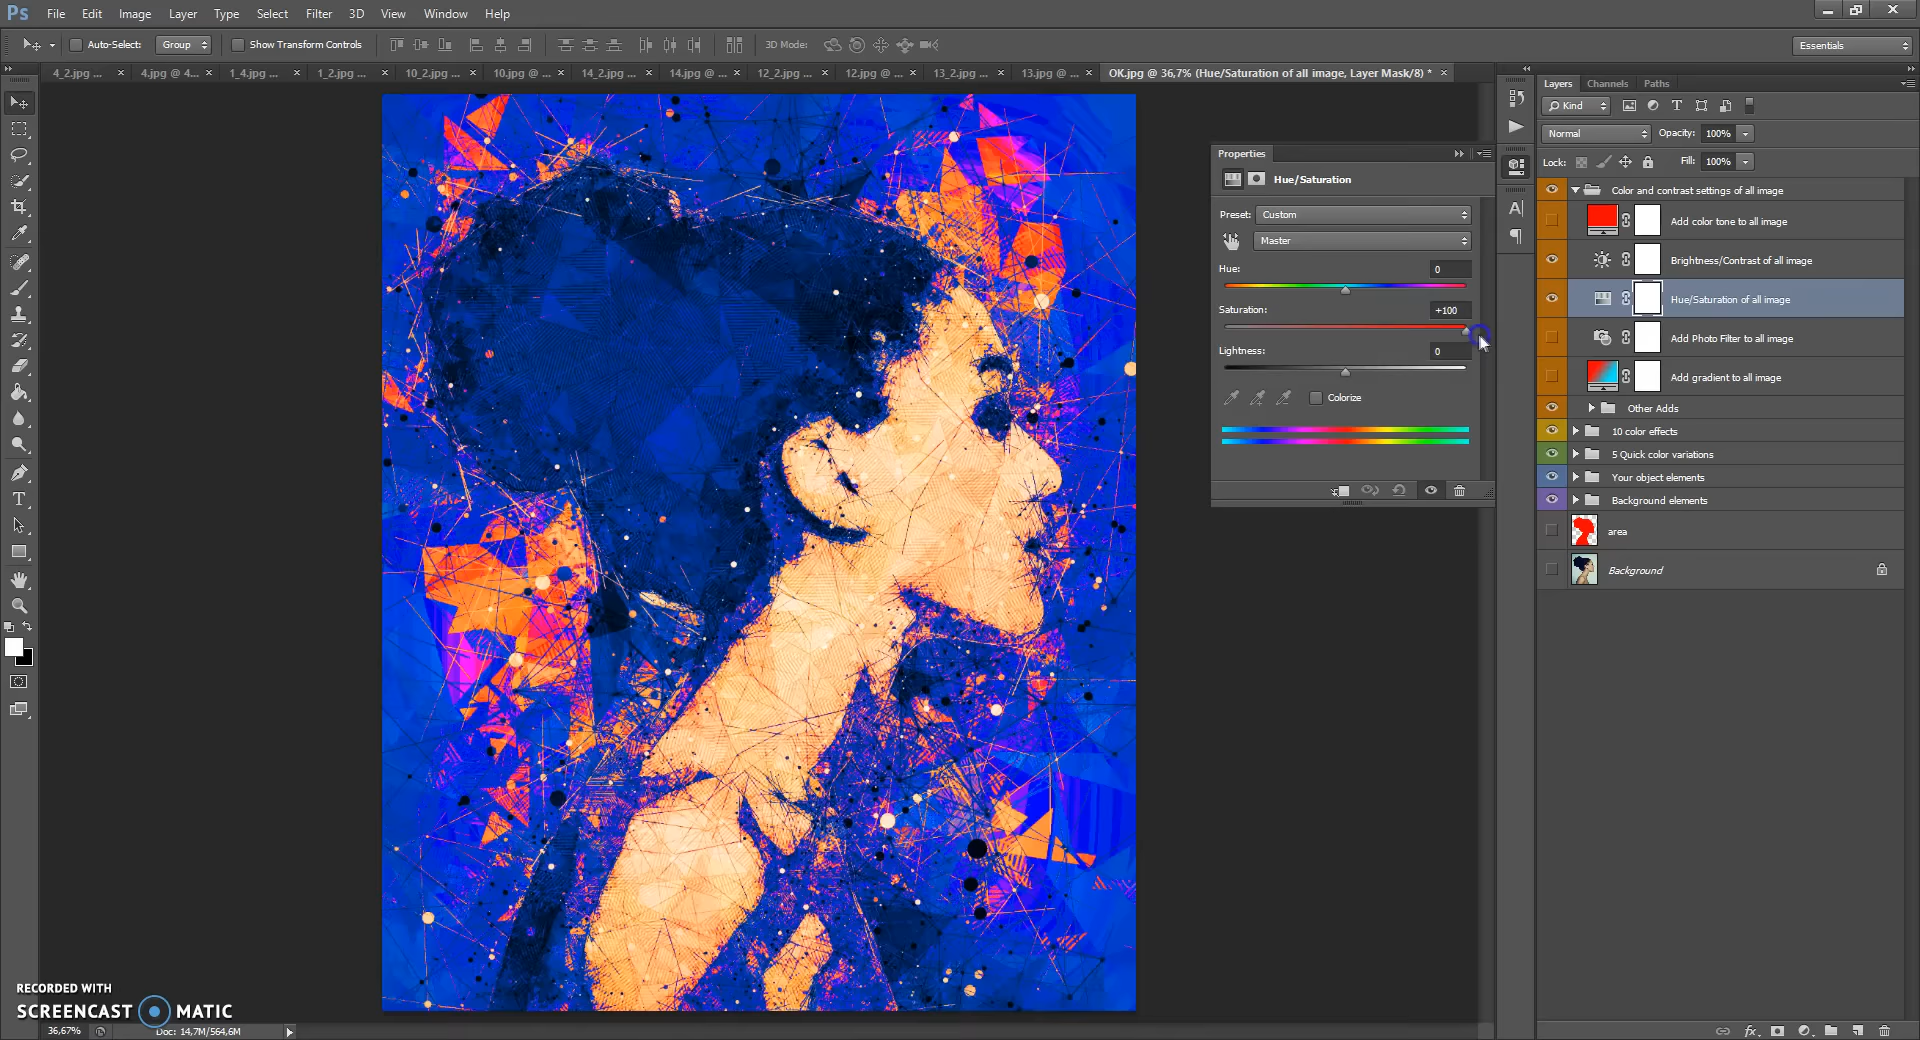 Ps File Edit Image Layer Type Select Filter 3D View Window Help
Auto-Select: Group Show Transform Controls 3D Mode: Essentials
4_2.jpg ... × 4.jpg @ 4... × 1_4.jpg ... × 1_2.jpg ... × 10_2.jpg ... × 10.jpg @ ... × 14_2.jpg ... × 14.jpg @ ... × 12_2.jpg ... × 12.jpg @ ... × 13_2.jpg ... × 13.jpg @ ... × OK.jpg @ 36,7% (Hue/Saturation of all image, Layer Mask/8) * ×
Properties
Hue/Saturation
Preset: Custom
Master
Hue: 0
Saturation: +100
Lightness: 0
Colorize
Layers Channels Paths
Kind
Normal Opacity: 100%
Lock: Fill: 100%
Color and contrast settings of all image
Add color tone to all image
Brightness/Contrast of all image
Hue/Saturation of all image
Add Photo Filter to all image
Add gradient to all image
Other Adds
10 color effects
5 Quick color variations
Your object elements
Background elements
area
Background
RECORDED WITH
SCREENCAST MATIC
36,67% Doc: 14,7M/564,6M